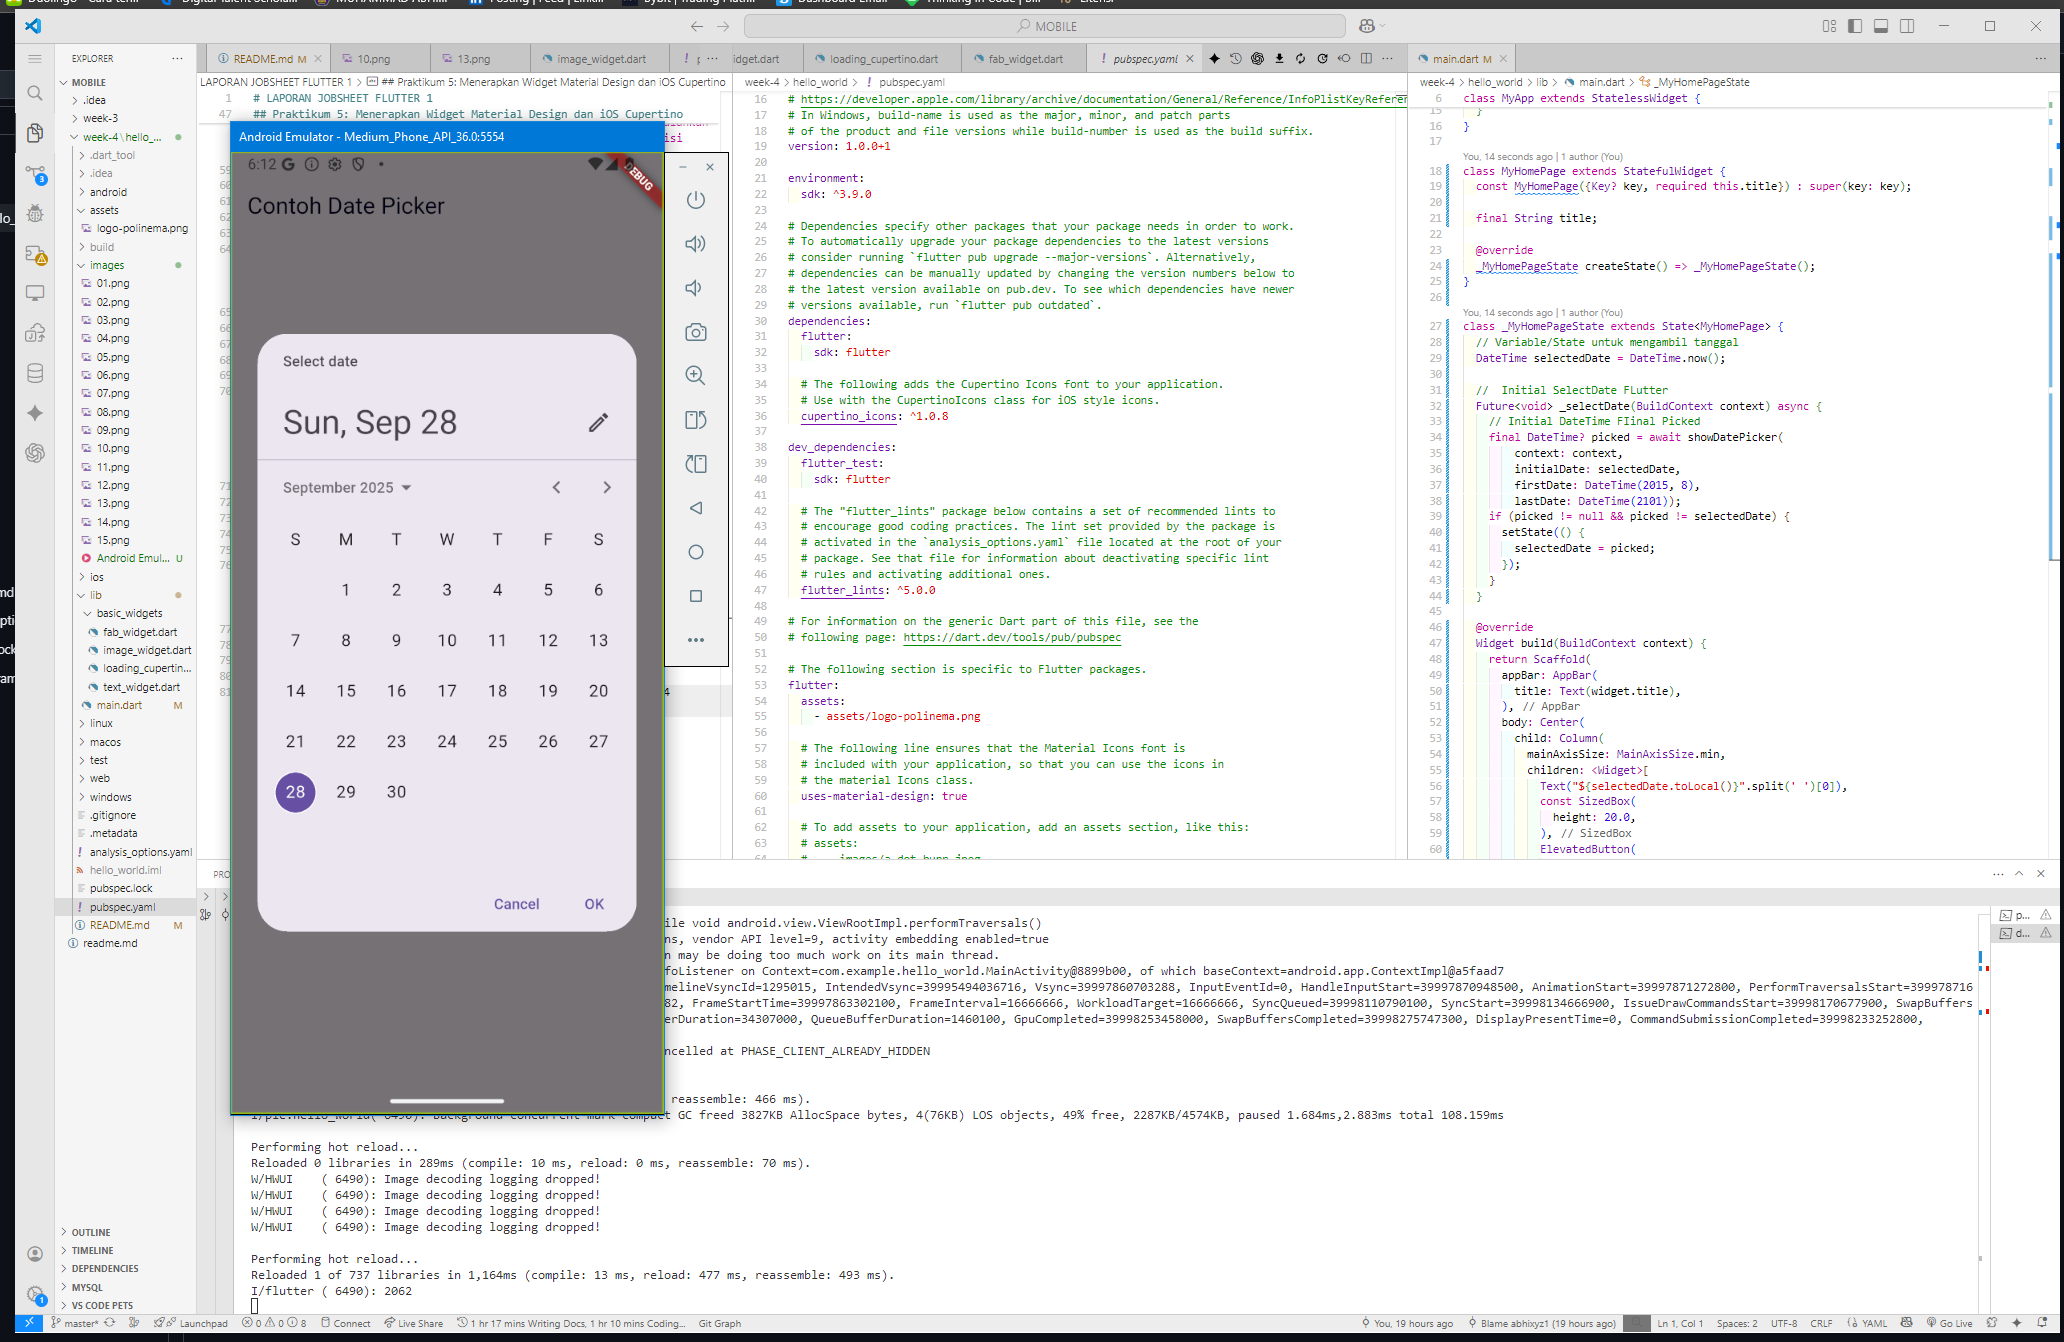 MOBILE
EXPLORER
MOBILE
.idea
week-3
week-4\hello_...
.dart_tool
.idea
android
assets
logo-polinema.png
build
images
01.png
02.png
03.png
04.png
05.png
06.png
07.png
08.png
09.png
10.png
11.png
12.png
13.png
14.png
15.png
Android Emul... U
ios
lib
basic_widgets
fab_widget.dart
image_widget.dart
loading_cupertin...
text_widget.dart
main.dart M
linux
macos
test
web
windows
.gitignore
.metadata
analysis_options.yaml
hello_world.iml
pubspec.lock
pubspec.yaml
README.md M
readme.md
OUTLINE
TIMELINE
DEPENDENCIES
MYSQL
VS CODE PETS
README.md M
10.png
13.png
image_widget.dart
idget.dart
loading_cupertino.dart
fab_widget.dart
pubspec.yaml
main.dart M
LAPORAN JOBSHEET FLUTTER 1 > ## Praktikum 5: Menerapkan Widget Material Design dan iOS Cupertino
1 # LAPORAN JOBSHEET FLUTTER 1
47 ## Praktikum 5: Menerapkan Widget Material Design dan iOS Cupertino
Android Emulator - Medium_Phone_API_36.0:5554
6:12
DEBUG
Contoh Date Picker
Select date
Sun, Sep 28
September 2025
S M T W T F S
1 2 3 4 5 6
7 8 9 10 11 12 13
14 15 16 17 18 19 20
21 22 23 24 25 26 27
28 29 30
Cancel OK
week-4 > hello_world > pubspec.yaml
16 # https://developer.apple.com/library/archive/documentation/General/Reference/InfoPlistKeyReferen
17 # In Windows, build-name is used as the major, minor, and patch parts
18 # of the product and file versions while build-number is used as the build suffix.
19 version: 1.0.0+1
20
21 environment:
22 sdk: ^3.9.0
23
24 # Dependencies specify other packages that your package needs in order to work.
25 # To automatically upgrade your package dependencies to the latest versions
26 # consider running `flutter pub upgrade --major-versions`. Alternatively,
27 # dependencies can be manually updated by changing the version numbers below to
28 # the latest version available on pub.dev. To see which dependencies have newer
29 # versions available, run `flutter pub outdated`.
30 dependencies:
31 flutter:
32 sdk: flutter
33
34 # The following adds the Cupertino Icons font to your application.
35 # Use with the CupertinoIcons class for iOS style icons.
36 cupertino_icons: ^1.0.8
37
38 dev_dependencies:
39 flutter_test:
40 sdk: flutter
41
42 # The "flutter_lints" package below contains a set of recommended lints to
43 # encourage good coding practices. The lint set provided by the package is
44 # activated in the `analysis_options.yaml` file located at the root of your
45 # package. See that file for information about deactivating specific lint
46 # rules and activating additional ones.
47 flutter_lints: ^5.0.0
48
49 # For information on the generic Dart part of this file, see the
50 # following page: https://dart.dev/tools/pub/pubspec
51
52 # The following section is specific to Flutter packages.
53 flutter:
54 assets:
55 - assets/logo-polinema.png
56
57 # The following line ensures that the Material Icons font is
58 # included with your application, so that you can use the icons in
59 # the material Icons class.
60 uses-material-design: true
61
62 # To add assets to your application, add an assets section, like this:
63 # assets:
week-4 > hello_world > lib > main.dart > _MyHomePageState
6 class MyApp extends StatelessWidget {
15 }
16 }
17
You, 14 seconds ago | 1 author (You)
18 class MyHomePage extends StatefulWidget {
19 const MyHomePage({Key? key, required this.title}) : super(key: key);
20
21 final String title;
22
23 @override
24 _MyHomePageState createState() => _MyHomePageState();
25 }
26
You, 14 seconds ago | 1 author (You)
27 class _MyHomePageState extends State<MyHomePage> {
28 // Variable/State untuk mengambil tanggal
29 DateTime selectedDate = DateTime.now();
30
31 // Initial SelectDate FLutter
32 Future<void> _selectDate(BuildContext context) async {
33 // Initial DateTime FIinal Picked
34 final DateTime? picked = await showDatePicker(
35 context: context,
36 initialDate: selectedDate,
37 firstDate: DateTime(2015, 8),
38 lastDate: DateTime(2101));
39 if (picked != null && picked != selectedDate) {
40 setState(() {
41 selectedDate = picked;
42 });
43 }
44 }
45
46 @override
47 Widget build(BuildContext context) {
48 return Scaffold(
49 appBar: AppBar(
50 title: Text(widget.title),
51 ), // AppBar
52 body: Center(
53 child: Column(
54 mainAxisSize: MainAxisSize.min,
55 children: <Widget>[
56 Text("${selectedDate.toLocal()}".split(' ')[0]),
57 const SizedBox(
58 height: 20.0,
59 ), // SizedBox
60 ElevatedButton(
PRO
ile void android.view.ViewRootImpl.performTraversals()
ns, vendor API level=9, activity embedding enabled=true
n may be doing too much work on its main thread.
foListener on Context=com.example.hello_world.MainActivity@8899b00, of which baseContext=android.app.ContextImpl@a5faad7
melineVsyncId=1295015, IntendedVsync=39995494036716, Vsync=39997860703288, InputEventId=0, HandleInputStart=39997870948500, AnimationStart=39997871272800, PerformTraversalsStart=399978716
82, FrameStartTime=39997863302100, FrameInterval=16666666, WorkloadTarget=16666666, SyncQueued=39998110790100, SyncStart=39998134666900, IssueDrawCommandsStart=39998170677900, SwapBuffers
erDuration=34307000, QueueBufferDuration=1460100, GpuCompleted=39998253458000, SwapBuffersCompleted=39998275747300, DisplayPresentTime=0, CommandSubmissionCompleted=39998233252800,
ncelled at PHASE_CLIENT_ALREADY_HIDDEN
reassemble: 466 ms).
GC freed 3827KB AllocSpace bytes, 4(76KB) LOS objects, 49% free, 2287KB/4574KB, paused 1.684ms,2.883ms total 108.159ms
Performing hot reload...
Reloaded 0 libraries in 289ms (compile: 10 ms, reload: 0 ms, reassemble: 70 ms).
W/HWUI ( 6490): Image decoding logging dropped!
W/HWUI ( 6490): Image decoding logging dropped!
W/HWUI ( 6490): Image decoding logging dropped!
W/HWUI ( 6490): Image decoding logging dropped!
Performing hot reload...
Reloaded 1 of 737 libraries in 1,164ms (compile: 13 ms, reload: 477 ms, reassemble: 493 ms).
I/flutter ( 6490): 2062
p...
d...
master* Launchpad 0 0 8 Connect Live Share 1 hr 17 mins Writing Docs, 1 hr 10 mins Coding... Git Graph
You, 19 hours ago Blame abhixyz1 (19 hours ago) Ln 1, Col 1 Spaces: 2 UTF-8 CRLF YAML Go Live